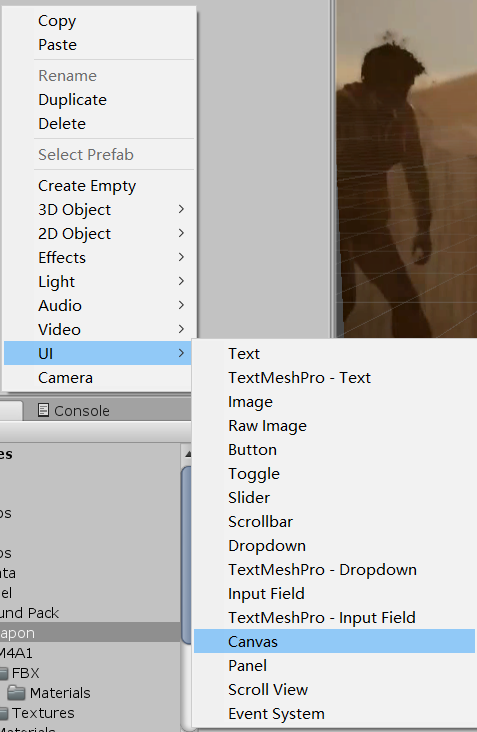 Copy
Paste
Rename
Duplicate
Delete
Select Prefab
Create Empty
3D Object
2D Object
Effects
Light
Audio
Video
UI
Camera
Text
TextMeshPro - Text
Image
Raw Image
Button
Toggle
Slider
Scrollbar
Dropdown
TextMeshPro - Dropdown
Input Field
TextMeshPro - Input Field
Canvas
Panel
Scroll View
Event System
Console
es
os
os
ta
el
und Pack
apon
M4A1
FBX
Materials
Textures